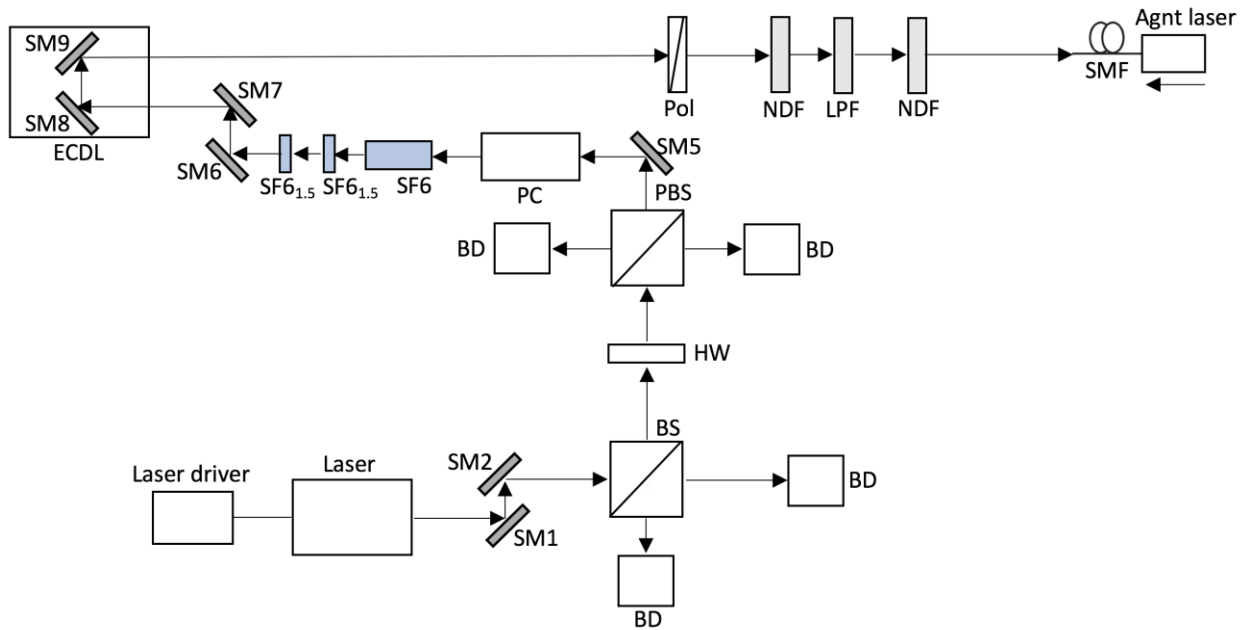 Agnt laser
SM9
SMF
SM7
Pol
NDF
LPF
NDF
SM8
ECDL
SM5
SM6
SF6₁.₅
SF6₁.₅
SF6
PC
PBS
BD
BD
HW
BS
SM2
Laser
Laser driver
BD
SM1
BD